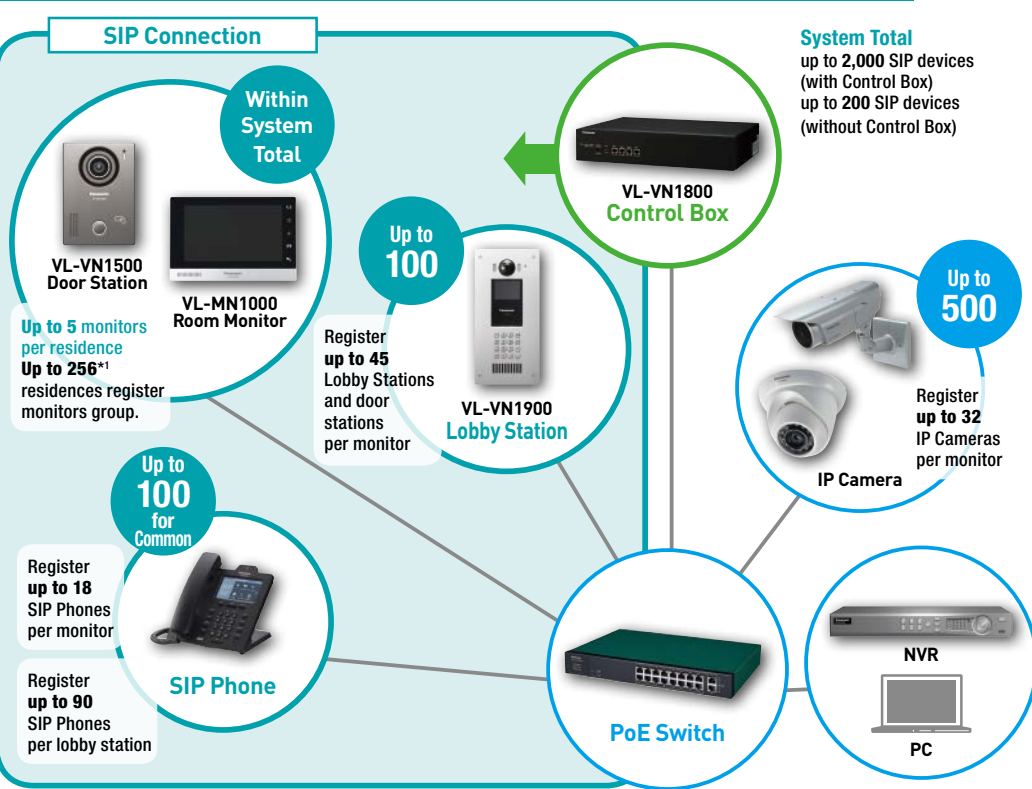 SIP Connection
System Total
up to 2,000 SIP devices
(with Control Box)
up to 200 SIP devices
(without Control Box)
Within
System
Total
VL-VN1500
Door Station
VL-MN1000
Room Monitor
Up to 5 monitors
per residence
Up to 256*1
residences register
monitors group.
Up to
100
Register
up to 45
Lobby Stations
and door
stations
per monitor
VL-VN1900
Lobby Station
VL-VN1800
Control Box
Up to
500
Register
up to 32
IP Cameras
per monitor
IP Camera
Up to
100
for
Common
Register
up to 18
SIP Phones
per monitor
Register
up to 90
SIP Phones
per lobby station
SIP Phone
PoE Switch
NVR
PC